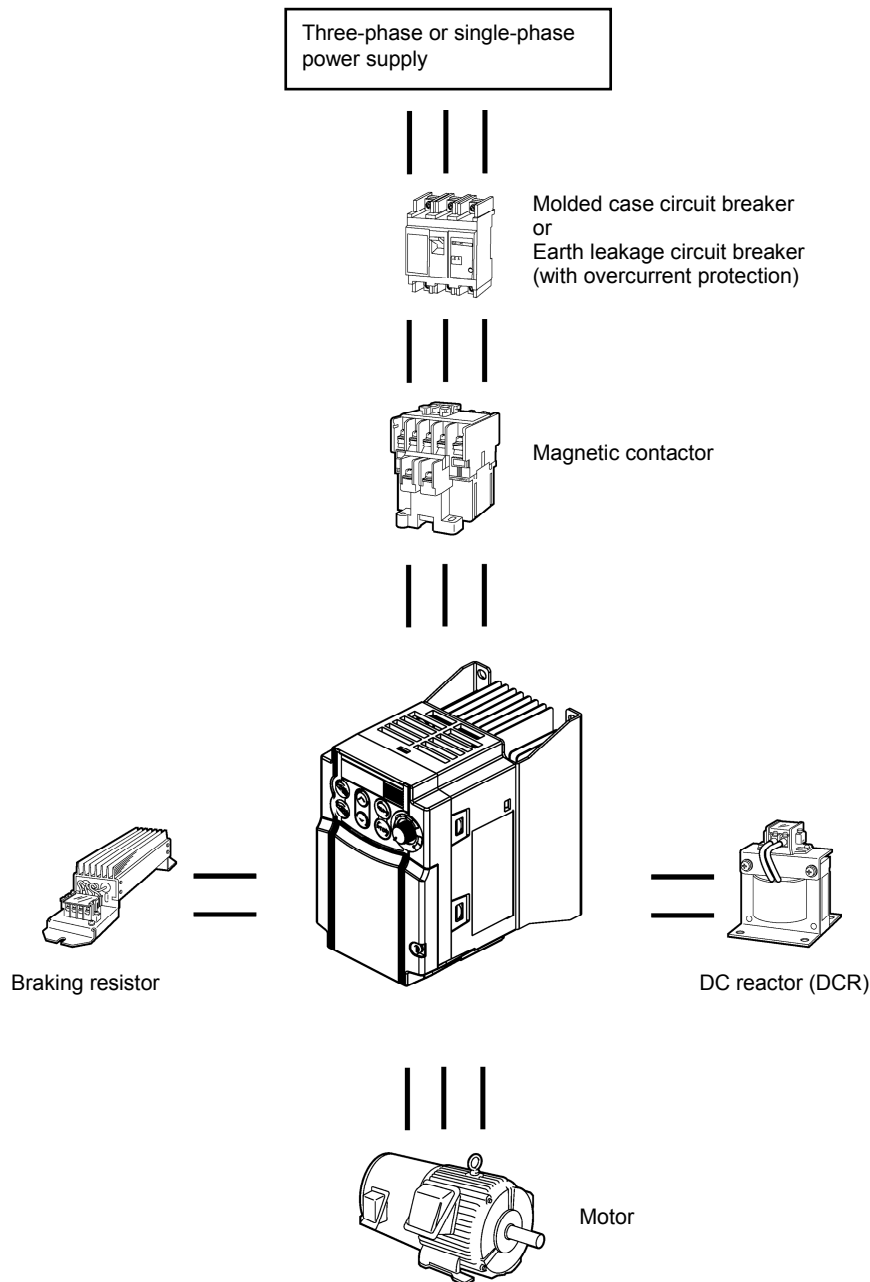 Three-phase or single-phase
power supply
Molded case circuit breaker
or
Earth leakage circuit breaker
(with overcurrent protection)
Magnetic contactor
Braking resistor
DC reactor (DCR)
Motor